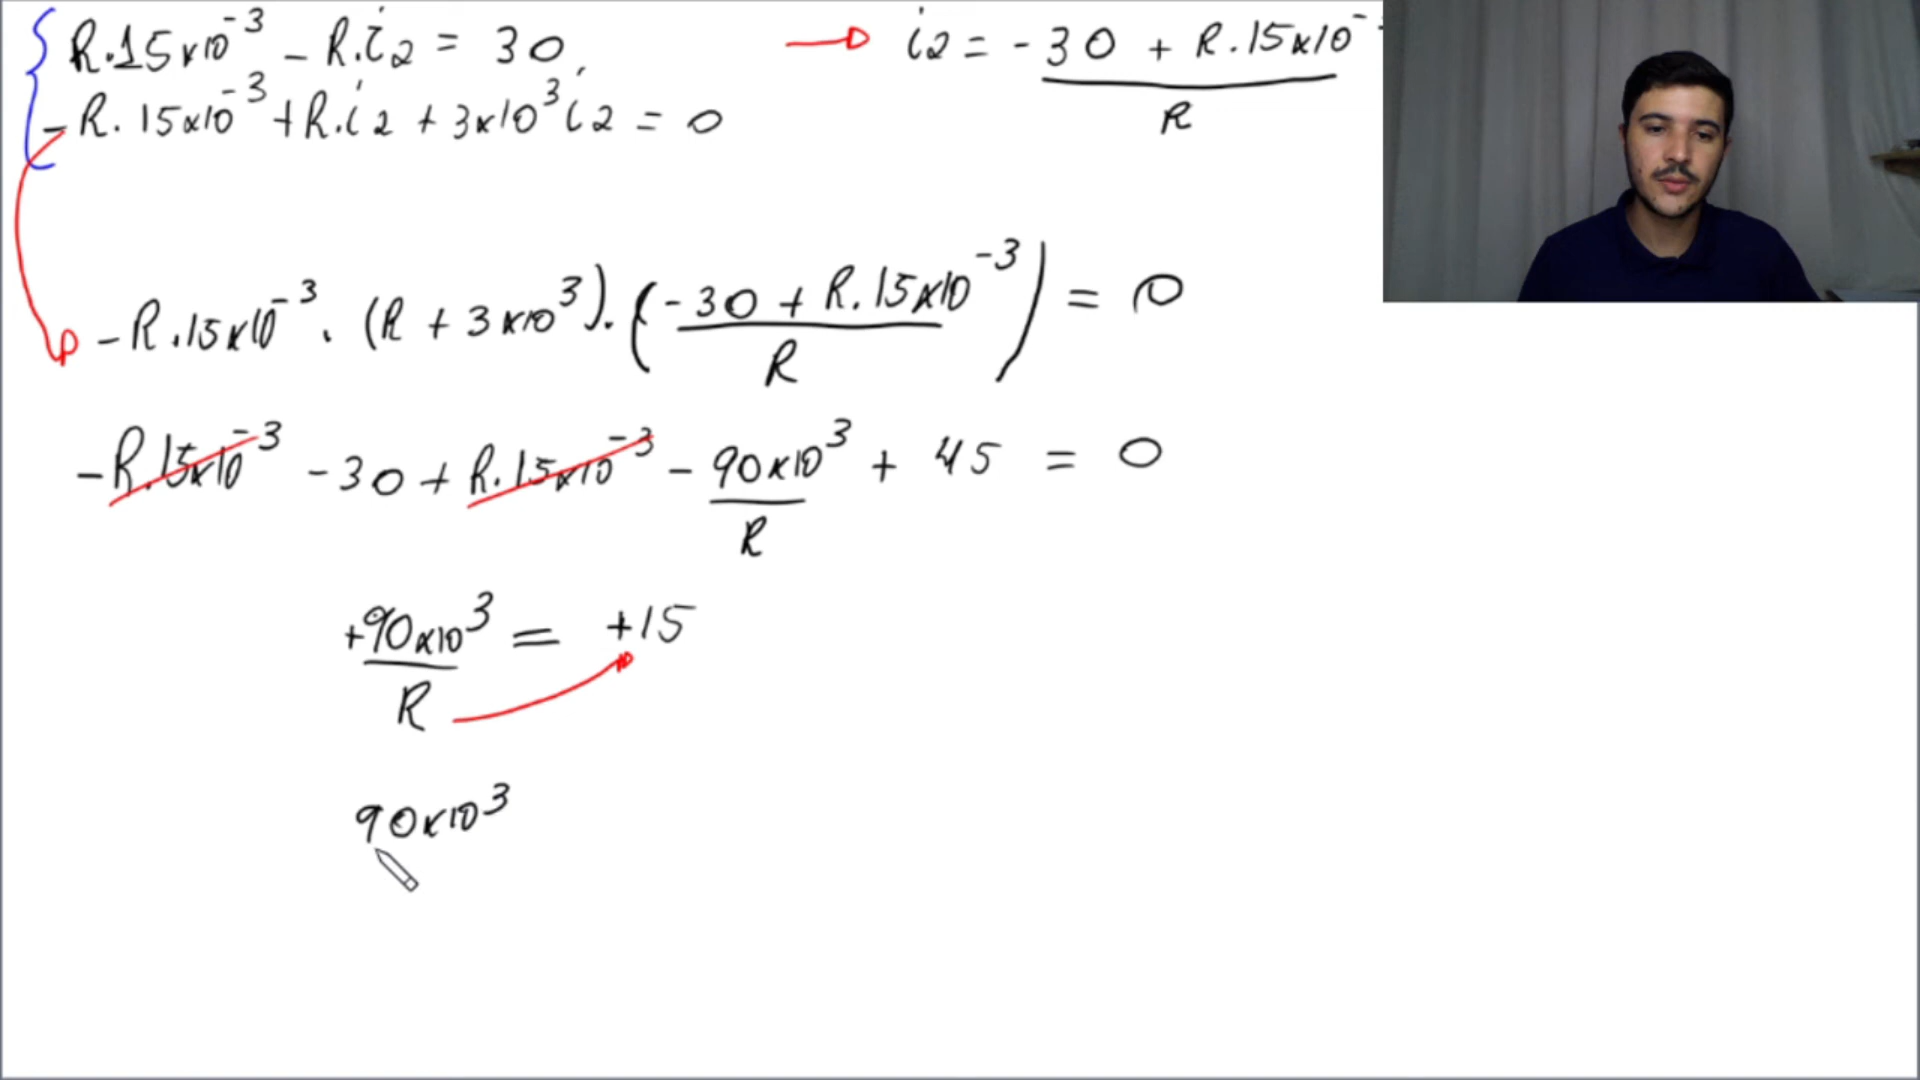 R.15x10⁻³ - R.i2 = 30
→ i2 = -30 + R.15x10⁻
R
-R.15x10⁻³ + R.i2 + 3x10³i2 = 0
-R.15x10⁻³ . (R + 3x10³).(-30 + R.15x10⁻³) = 0
R
-R.15x10⁻³ -30 + R.15x10⁻³ - 90x10³ + 45 = 0
R
+90x10³ = +15
R
90x10³